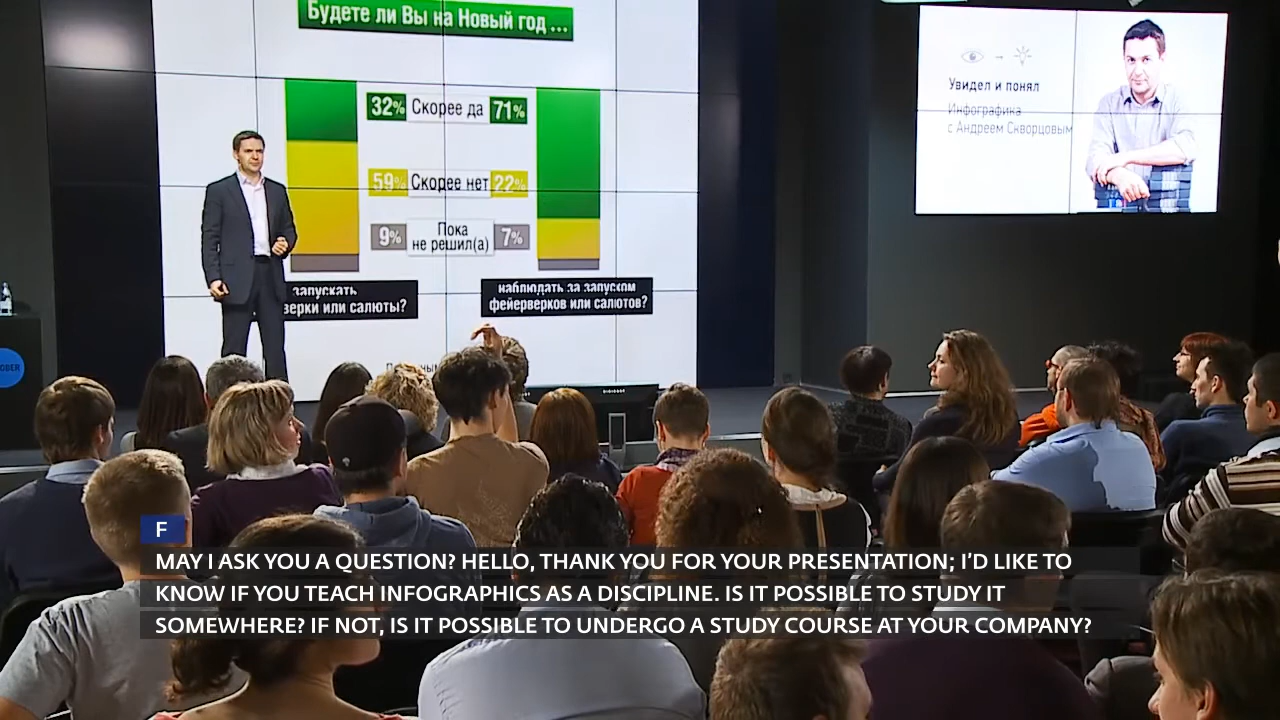 Будете ли Вы на Новый год ...
32% Скорее да 71%
59% Скорее нет 22%
9% Пока не решил(а) 7%
запускать
верки или салюты?
наблюдать за запуском
фейерверков или салютов?
Увидел и понял
Инфографика
с Андреем Скворцовым
F
MAY I ASK YOU A QUESTION? HELLO, THANK YOU FOR YOUR PRESENTATION; I'D LIKE TO
KNOW IF YOU TEACH INFOGRAPHICS AS A DISCIPLINE. IS IT POSSIBLE TO STUDY IT
SOMEWHERE? IF NOT, IS IT POSSIBLE TO UNDERGO A STUDY COURSE AT YOUR COMPANY?